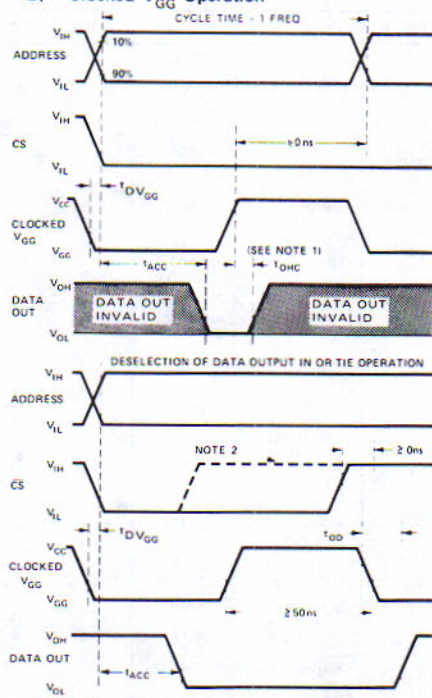 Clocked VGG Operation
CYCLE TIME - 1 FREQ
VIH
10%
ADDRESS
90%
VIL
VIH
CS
≥0ns
VIL
tDVGG
VCC
CLOCKED
VGG
VGG
(SEE NOTE 1)
tACC
tOHC
VOH
DATA OUT
INVALID
DATA OUT
INVALID
DATA
OUT
VOL
DESELECTION OF DATA OUTPUT IN OR TIE OPERATION
VIH
ADDRESS
VIL
NOTE 2
≥ 0ns
VIH
CS
VIL
tDVGG
tOD
VCC
CLOCKED
VGG
VGG
≥50ns
VOH
DATA OUT
tACC
VOL